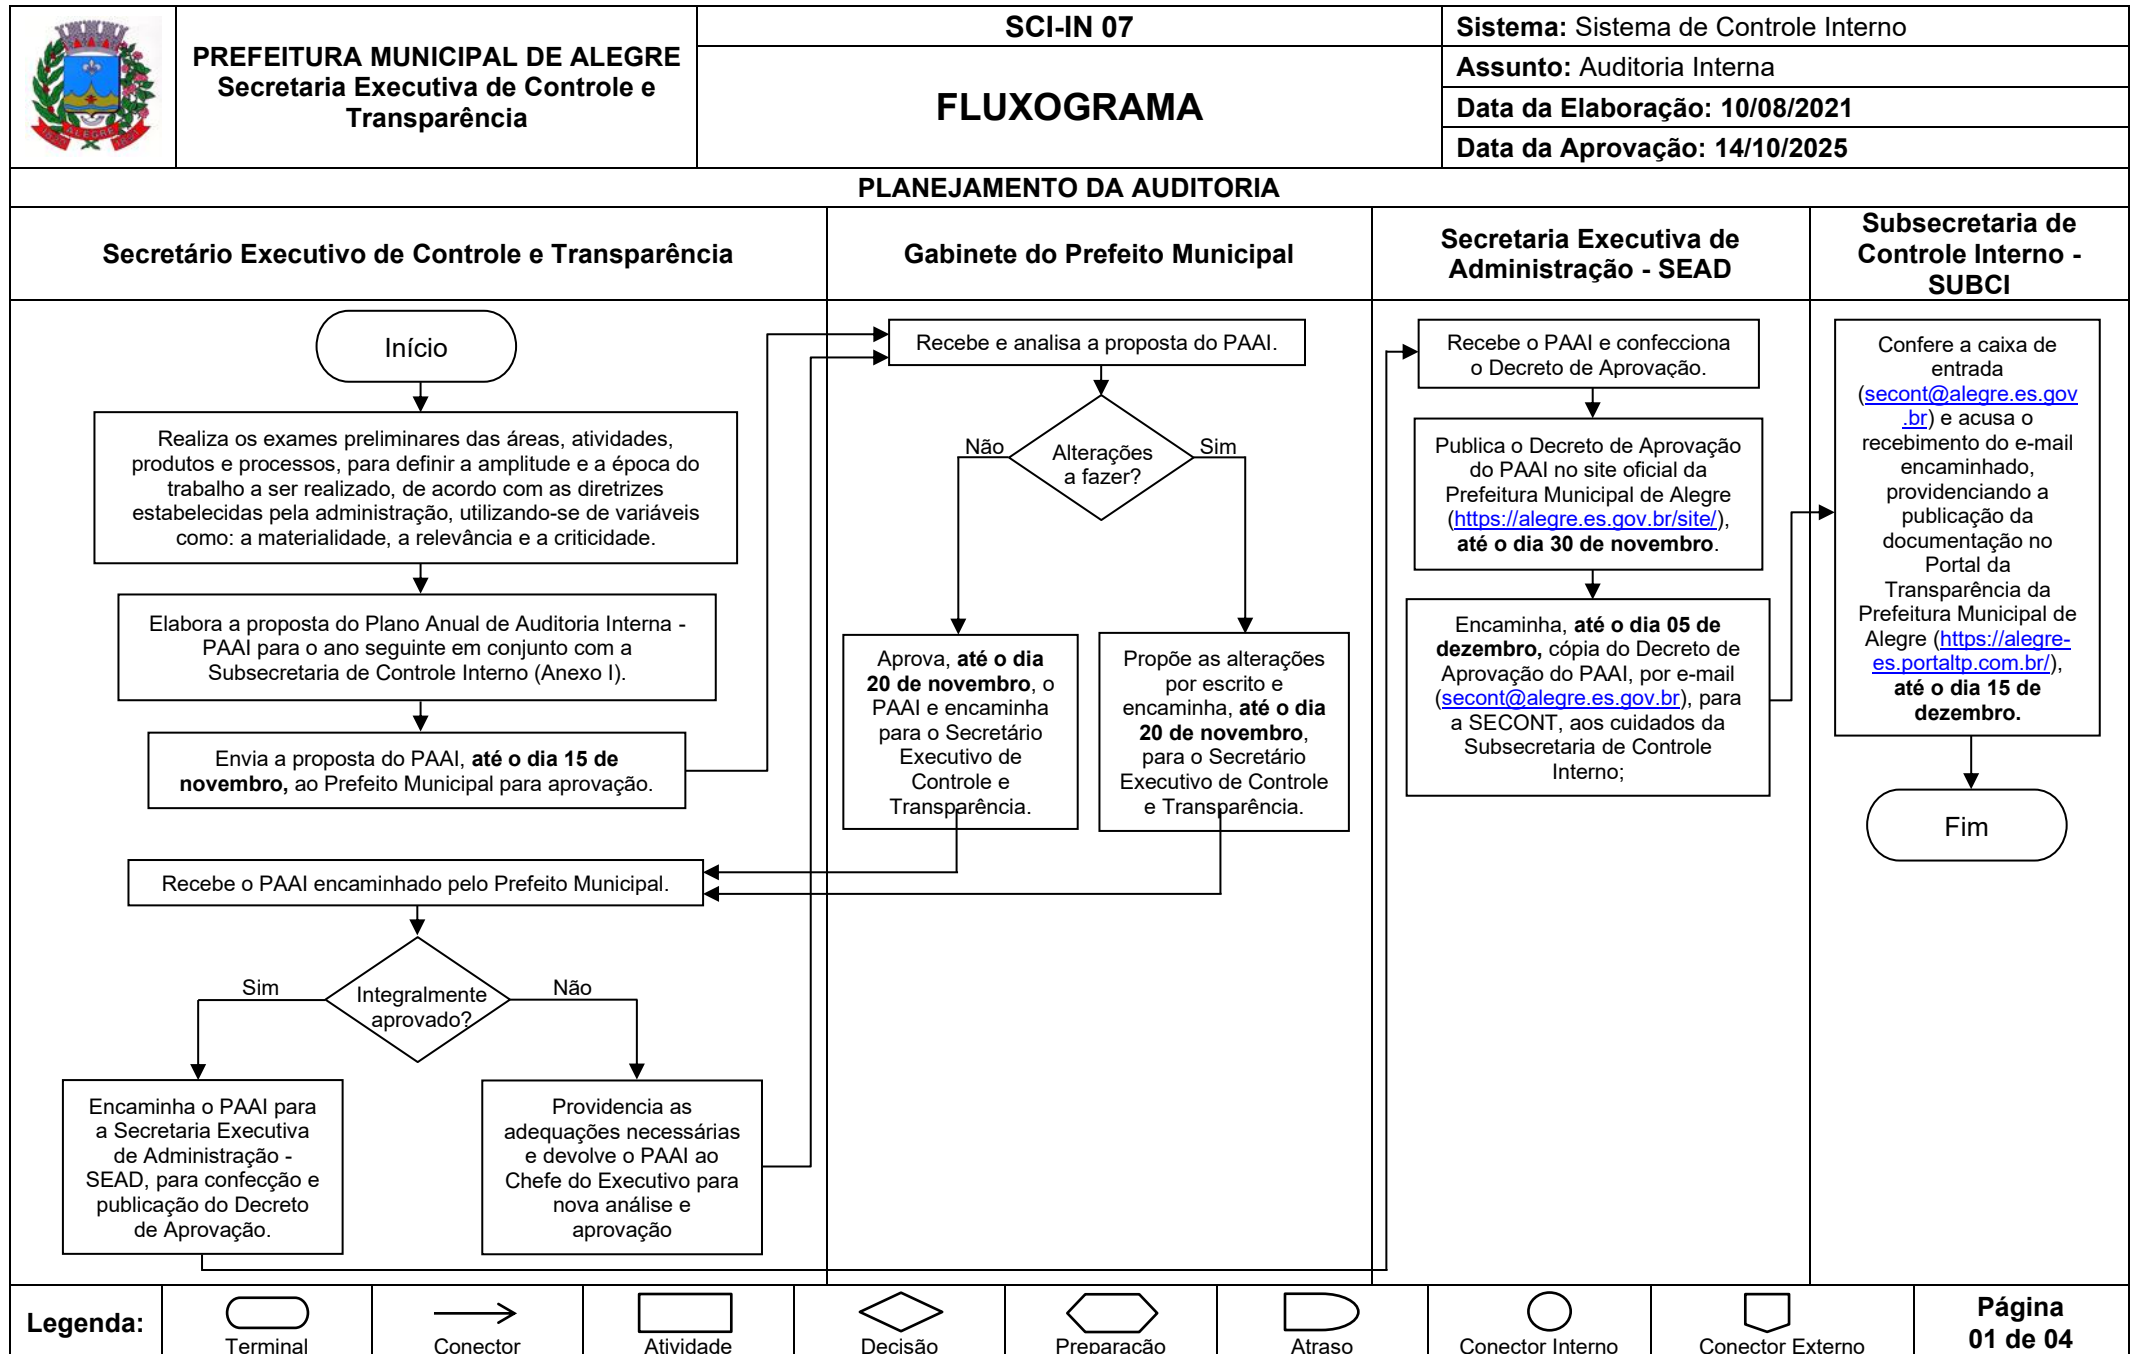 PREFEITURA MUNICIPAL DE ALEGRE
Secretaria Executiva de Controle e
Transparência
SCI-IN 07
FLUXOGRAMA
Sistema: Sistema de Controle Interno
Assunto: Auditoria Interna
Data da Elaboração: 10/08/2021
Data da Aprovação: 14/10/2025
ALEGRE
PLANEJAMENTO DA AUDITORIA
Secretário Executivo de Controle e Transparência
Gabinete do Prefeito Municipal
Secretaria Executiva de
Administração - SEAD
Subsecretaria de
Controle Interno -
SUBCI
Início
Realiza os exames preliminares das áreas, atividades,
produtos e processos, para definir a amplitude e a época do
trabalho a ser realizado, de acordo com as diretrizes
estabelecidas pela administração, utilizando-se de variáveis
como: a materialidade, a relevância e a criticidade.
Elabora a proposta do Plano Anual de Auditoria Interna -
PAAI para o ano seguinte em conjunto com a
Subsecretaria de Controle Interno (Anexo I).
Envia a proposta do PAAI, até o dia 15 de
novembro, ao Prefeito Municipal para aprovação.
Recebe o PAAI encaminhado pelo Prefeito Municipal.
Integralmente
aprovado?
Sim
Não
Encaminha o PAAI para
a Secretaria Executiva
de Administração -
SEAD, para confecção e
publicação do Decreto
de Aprovação.
Providencia as
adequações necessárias
e devolve o PAAI ao
Chefe do Executivo para
nova análise e
aprovação
Recebe e analisa a proposta do PAAI.
Alterações
a fazer?
Não
Sim
Aprova, até o dia
20 de novembro, o
PAAI e encaminha
para o Secretário
Executivo de
Controle e
Transparência.
Propõe as alterações
por escrito e
encaminha, até o dia
20 de novembro,
para o Secretário
Executivo de Controle
e Transparência.
Recebe o PAAI e confecciona
o Decreto de Aprovação.
Publica o Decreto de Aprovação
do PAAI no site oficial da
Prefeitura Municipal de Alegre
(https://alegre.es.gov.br/site/),
até o dia 30 de novembro.
Encaminha, até o dia 05 de
dezembro, cópia do Decreto de
Aprovação do PAAI, por e-mail
(secont@alegre.es.gov.br), para
a SECONT, aos cuidados da
Subsecretaria de Controle
Interno;
Confere a caixa de
entrada
(secont@alegre.es.gov
.br) e acusa o
recebimento do e-mail
encaminhado,
providenciando a
publicação da
documentação no
Portal da
Transparência da
Prefeitura Municipal de
Alegre (https://alegre-
es.portaltp.com.br/),
até o dia 15 de
dezembro.
Fim
Legenda:
Terminal
Conector
Atividade
Decisão
Preparação
Atraso
Conector Interno
Conector Externo
Página
01 de 04